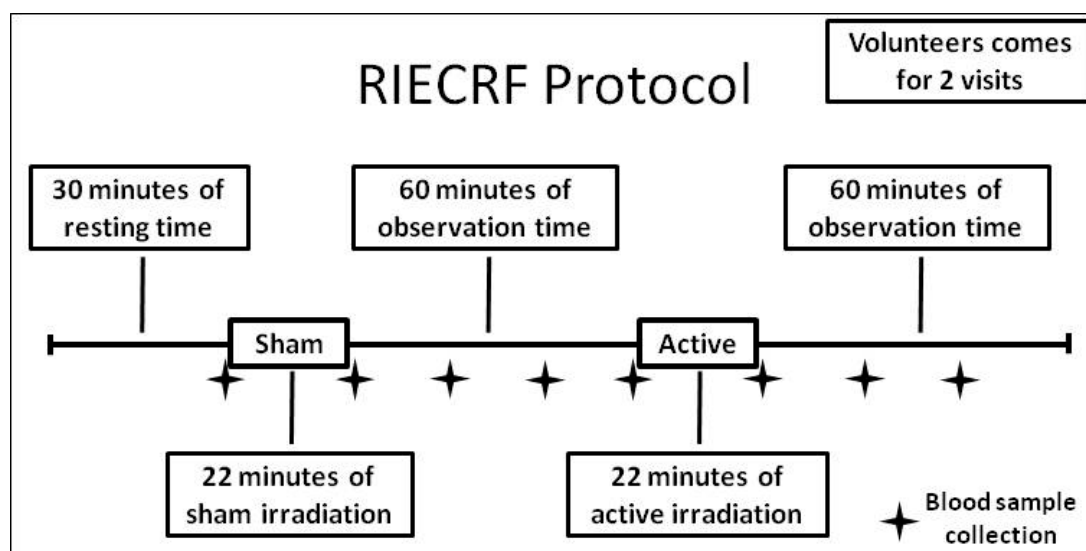 Volunteers comes
for 2 visits
RIECRF Protocol
30 minutes of
resting time
60 minutes of
observation time
60 minutes of
observation time
Sham
Active
22 minutes of
sham irradiation
22 minutes of
active irradiation
Blood sample
collection